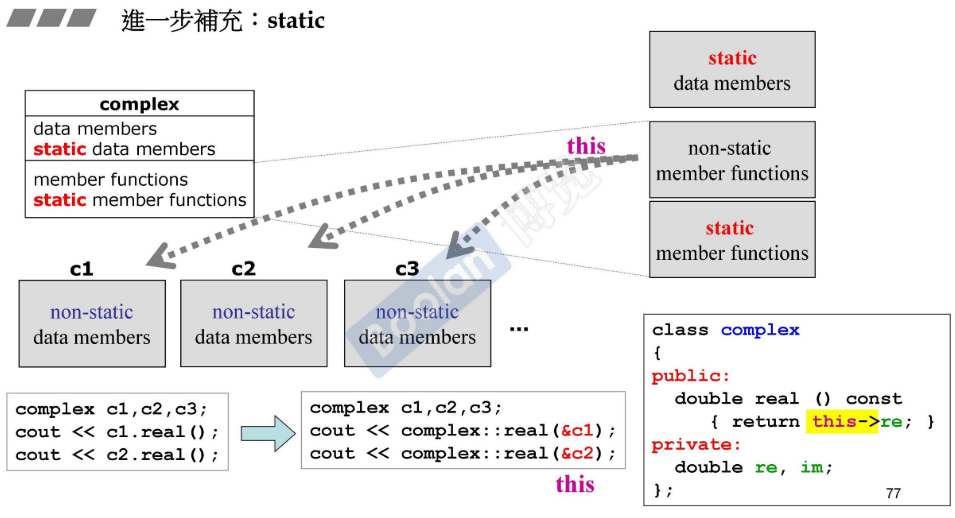 進一步補充：static
static
data members
complex
data members
static data members
member functions
static member functions
this
non-static
member functions
static
member functions
c1
c2
c3
non-static
data members
non-static
data members
non-static
data members
...
Boolan 博览
complex c1,c2,c3;
cout << c1.real();
cout << c2.real();
complex c1,c2,c3;
cout << complex::real(&c1);
cout << complex::real(&c2);
this
class complex
{
public:
double real () const
{ return this->re; }
private:
double re, im;
};
77